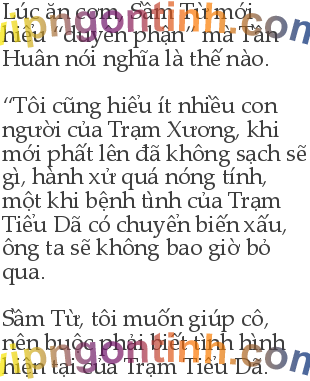 Lúc ăn cơm, Sầm Từ mới
hiểu “duyên phận” mà Tần
Huân nói nghĩa là thế nào.
“Tôi cũng hiểu ít nhiều con
người của Trạm Xương, khi
mới phất lên đã không sạch sẽ
gì, hành xử quá nóng tính,
một khi bệnh tình của Trạm
Tiểu Dã có chuyển biến xấu,
ông ta sẽ không bao giờ bỏ
qua.
Sầm Từ, tôi muốn giúp cô,
nên buộc phải biết tình hình
hiện tại của Trạm Tiểu Dã.
vipngontinh.com
vipngontinh.com